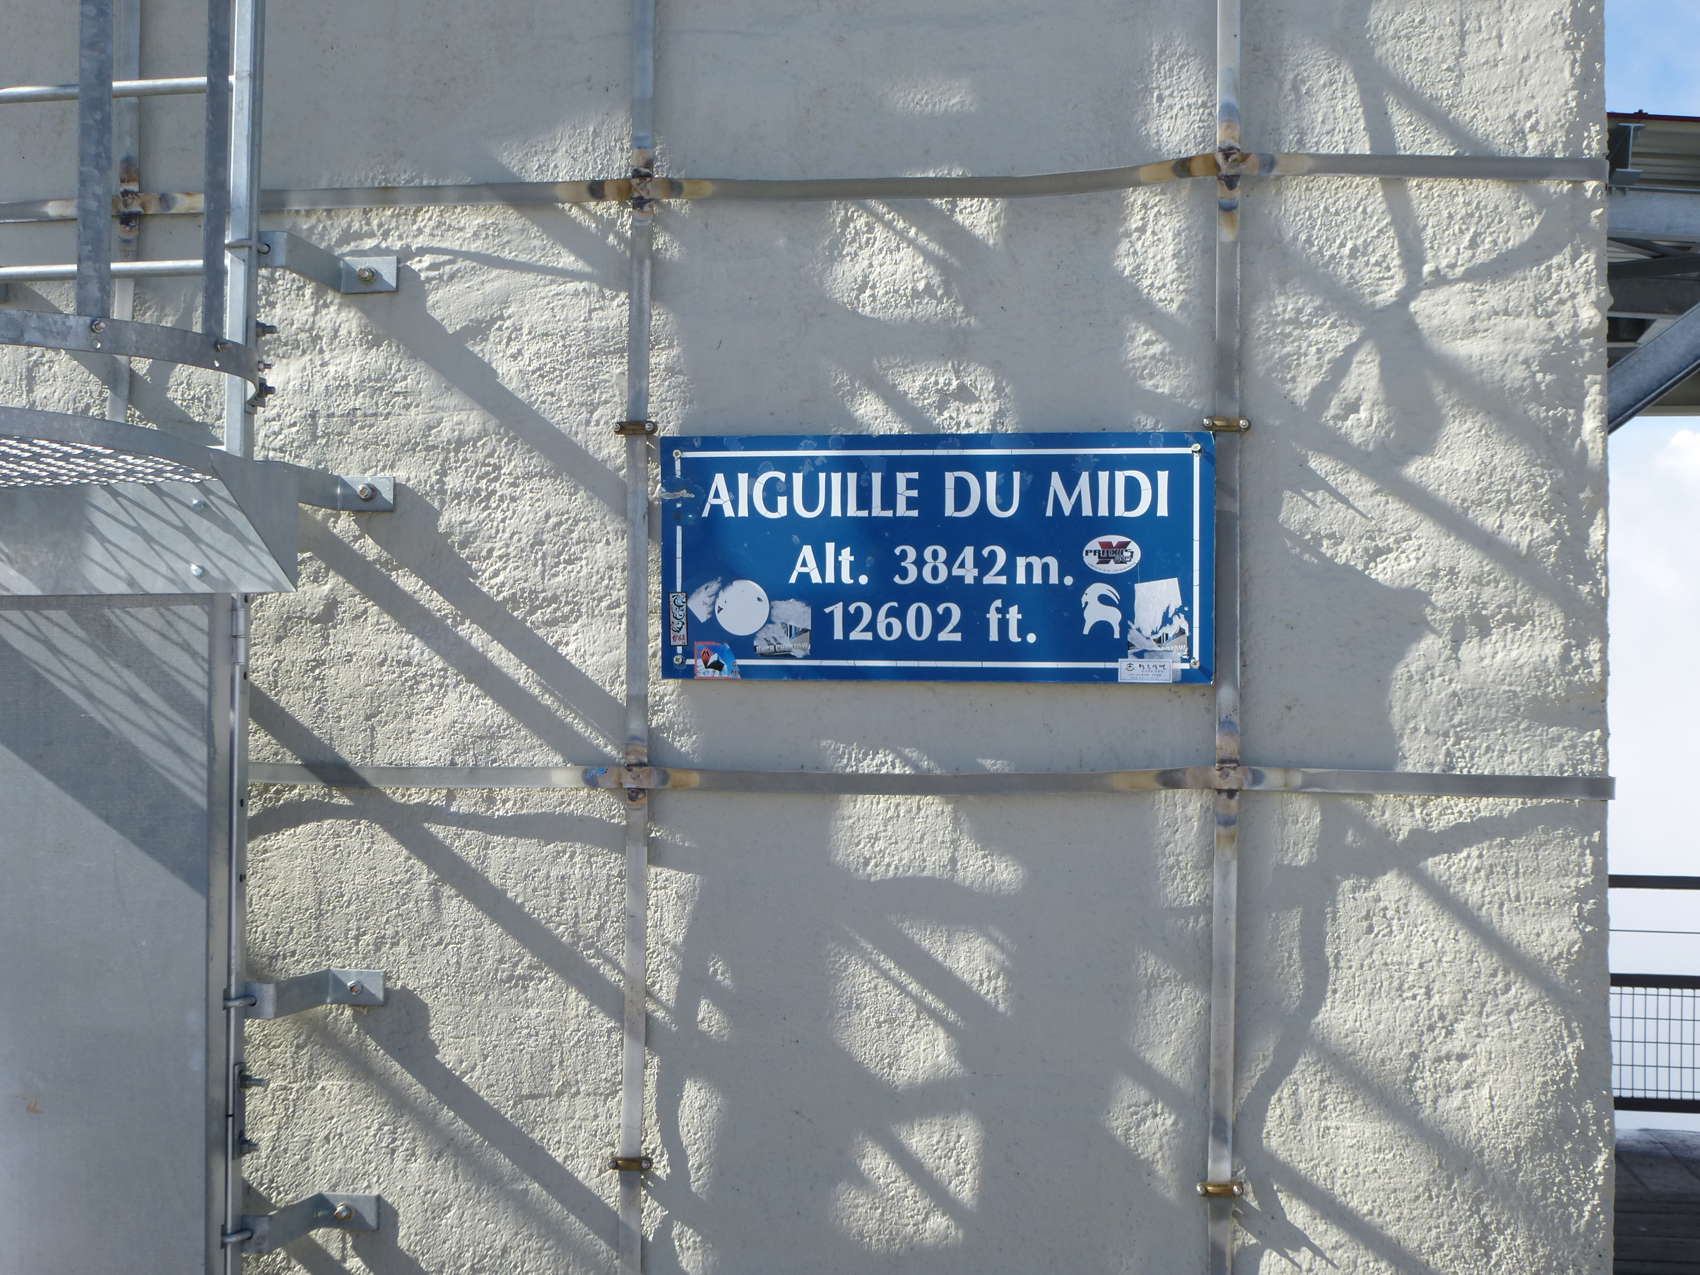 AIGUILLE DU MIDI
Alt. 3842m.
12602 ft.